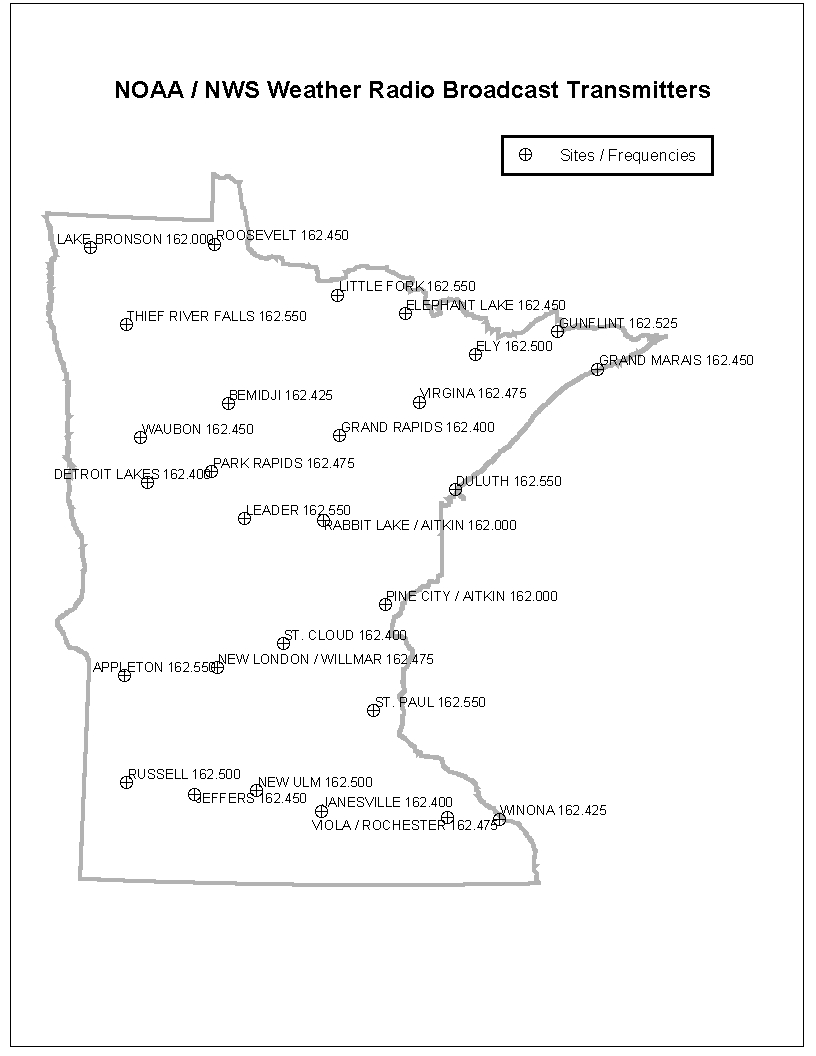 NOAA / NWS Weather Radio Broadcast Transmitters
Sites / Frequencies
LAKE BRONSON 162.000
ROOSEVELT 162.450
LITTLE FORK 162.550
ELEPHANT LAKE 162.450
THIEF RIVER FALLS 162.550
GUNFLINT 162.525
ELY 162.500
GRAND MARAIS 162.450
BEMIDJI 162.425
VIRGINA 162.475
WAUBON 162.450
GRAND RAPIDS 162.400
PARK RAPIDS 162.475
DETROIT LAKES 162.400
DULUTH 162.550
LEADER 162.550
RABBIT LAKE / AITKIN 162.000
PINE CITY / AITKIN 162.000
ST. CLOUD 162.400
NEW LONDON / WILLMAR 162.475
APPLETON 162.550
ST. PAUL 162.550
RUSSELL 162.500
NEW ULM 162.500
JEFFERS 162.450
JANESVILLE 162.400
WINONA 162.425
VIOLA / ROCHESTER 162.475